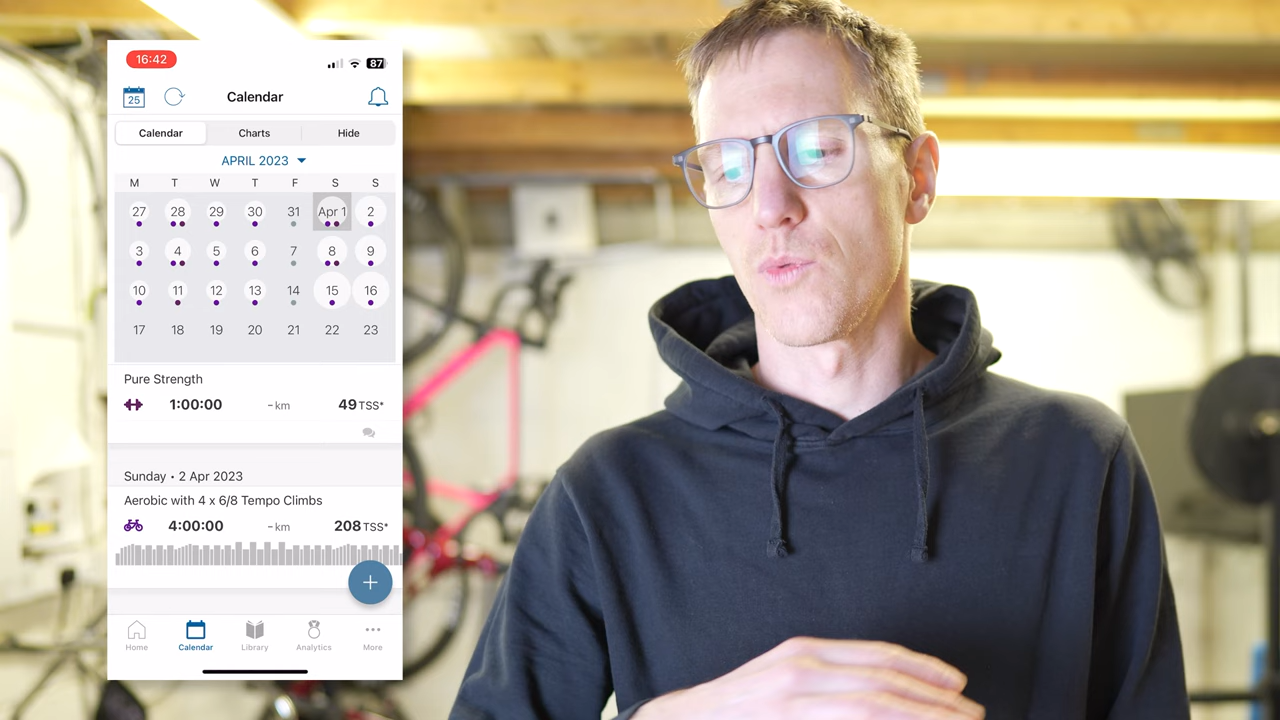 16:42
87
25
Calendar
Calendar Charts Hide
APRIL 2023
M T W T F S S
27 28 29 30 31 Apr 1 2
3 4 5 6 7 8 9
10 11 12 13 14 15 16
17 18 19 20 21 22 23
Pure Strength
1:00:00 - km 49 TSS*
Sunday • 2 Apr 2023
Aerobic with 4 x 6/8 Tempo Climbs
4:00:00 - km 208 TSS*
+
Home Calendar Library Analytics More